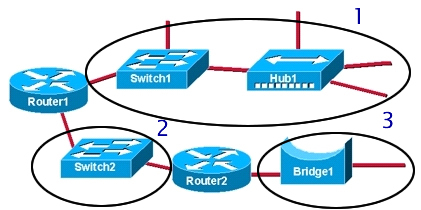 1
Switch1
Hub1
Router1
2
3
Switch2
Router2
Bridge1